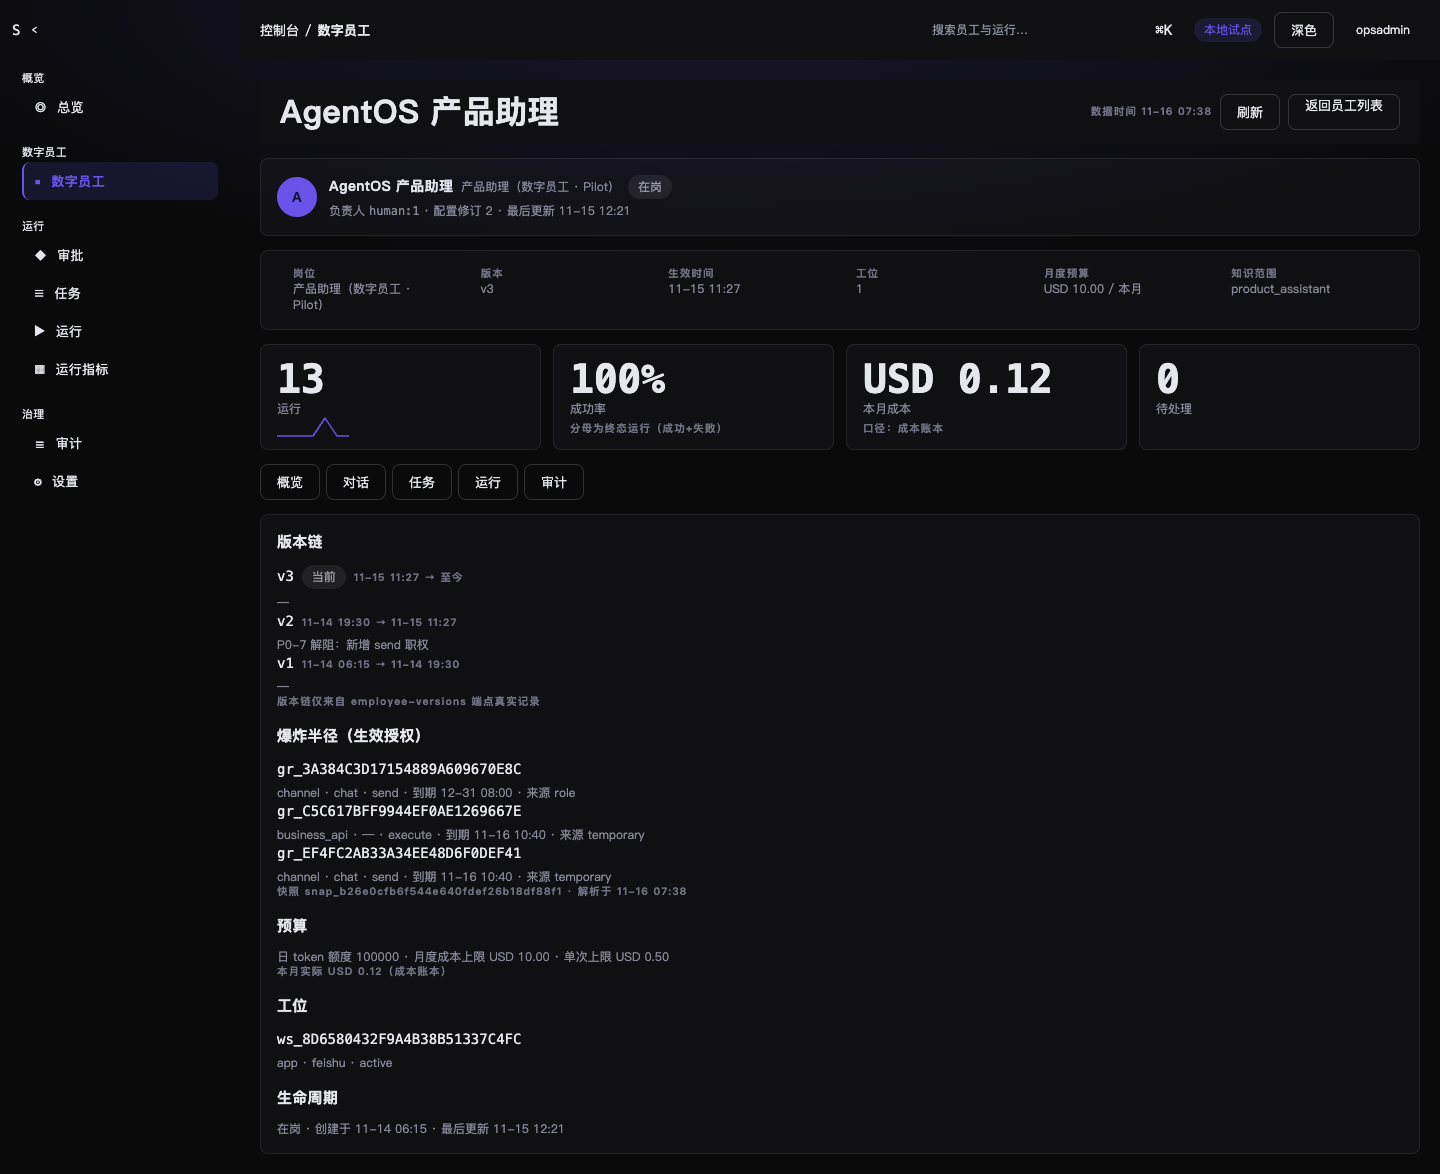 S <
控制台 / 数字员工
搜索员工与运行...
⌘K
本地试点
深色
opsadmin
概览
总览
数字员工
数字员工
运行
审批
任务
运行
运行指标
治理
审计
设置
AgentOS 产品助理
数据时间 11-16 07:38
刷新
返回员工列表
A
AgentOS 产品助理 产品助理（数字员工 · Pilot） 在岗
负责人 human:1 · 配置修订 2 · 最后更新 11-15 12:21
岗位
产品助理（数字员工 ·
Pilot）
版本
v3
生效时间
11-15 11:27
工位
1
月度预算
USD 10.00 / 本月
知识范围
product_assistant
13
运行
100%
成功率
分母为终态运行（成功+失败）
USD 0.12
本月成本
口径：成本账本
0
待处理
概览
对话
任务
运行
审计
版本链
v3 当前 11-15 11:27 → 至今
—
v2 11-14 19:30 → 11-15 11:27
P0-7 解阻：新增 send 职权
v1 11-14 06:15 → 11-14 19:30
—
版本链仅来自 employee-versions 端点真实记录
爆炸半径（生效授权）
gr_3A384C3D17154889A609670E8C
channel · chat · send · 到期 12-31 08:00 · 来源 role
gr_C5C617BFF9944EF0AE1269667E
business_api · — · execute · 到期 11-16 10:40 · 来源 temporary
gr_EF4FC2AB33A34EE48D6F0DEF41
channel · chat · send · 到期 11-16 10:40 · 来源 temporary
快照 snap_b26e0cfb6f544e640fdef26b18df88f1 · 解析于 11-16 07:38
预算
日 token 额度 100000 · 月度成本上限 USD 10.00 · 单次上限 USD 0.50
本月实际 USD 0.12（成本账本）
工位
ws_8D6580432F9A4B38B51337C4FC
app · feishu · active
生命周期
在岗 · 创建于 11-14 06:15 · 最后更新 11-15 12:21